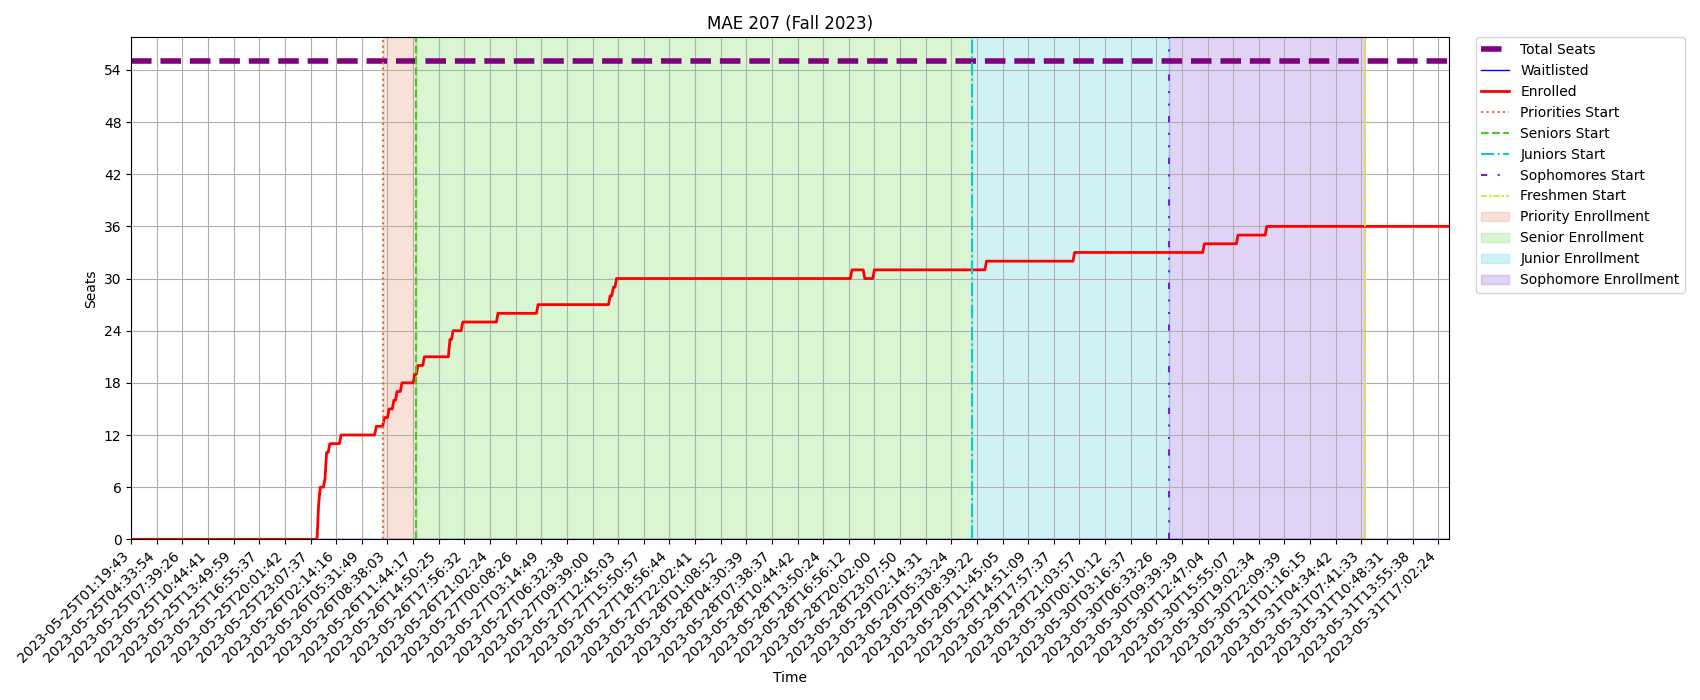 MAE 207 (Fall 2023)
Seats
54
48
42
36
30
24
18
12
6
0
2023-05-25T01:19:43
2023-05-25T04:33:54
2023-05-25T07:39:26
2023-05-25T10:44:41
2023-05-25T13:49:59
2023-05-25T16:55:37
2023-05-25T20:01:42
2023-05-25T23:07:37
2023-05-26T02:14:16
2023-05-26T05:31:49
2023-05-26T08:38:03
2023-05-26T11:44:17
2023-05-26T14:50:25
2023-05-26T17:56:32
2023-05-26T21:02:24
2023-05-27T00:08:26
2023-05-27T03:14:49
2023-05-27T06:32:38
2023-05-27T09:39:00
2023-05-27T12:45:03
2023-05-27T15:50:57
2023-05-27T18:56:44
2023-05-27T22:02:41
2023-05-28T01:08:52
2023-05-28T04:30:39
2023-05-28T07:38:37
2023-05-28T10:44:42
2023-05-28T13:50:24
2023-05-28T16:56:12
2023-05-28T20:02:00
2023-05-28T23:07:50
2023-05-29T02:14:31
2023-05-29T05:33:24
2023-05-29T08:39:22
2023-05-29T11:45:05
2023-05-29T14:51:09
2023-05-29T17:57:37
2023-05-29T21:03:57
2023-05-30T00:10:12
2023-05-30T03:16:37
2023-05-30T06:33:26
2023-05-30T09:39:39
2023-05-30T12:47:04
2023-05-30T15:55:07
2023-05-30T19:02:34
2023-05-30T22:09:39
2023-05-31T01:16:15
2023-05-31T04:34:42
2023-05-31T07:41:33
2023-05-31T10:48:31
2023-05-31T13:55:38
2023-05-31T17:02:24
Time
Total Seats
Waitlisted
Enrolled
Priorities Start
Seniors Start
Juniors Start
Sophomores Start
Freshmen Start
Priority Enrollment
Senior Enrollment
Junior Enrollment
Sophomore Enrollment